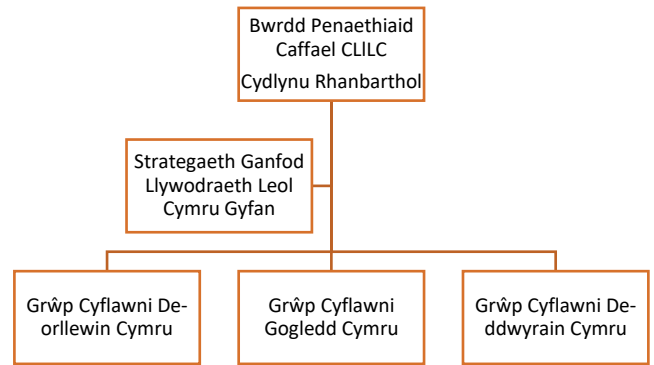 Bwrdd Penaethiaid
Caffael CLlLC
Cydlynu Rhanbarthol
Strategaeth Ganfod
Llywodraeth Leol
Cymru Gyfan
Grŵp Cyflawni De-
orllewin Cymru
Grŵp Cyflawni
Gogledd Cymru
Grŵp Cyflawni De-
ddwyrain Cymru